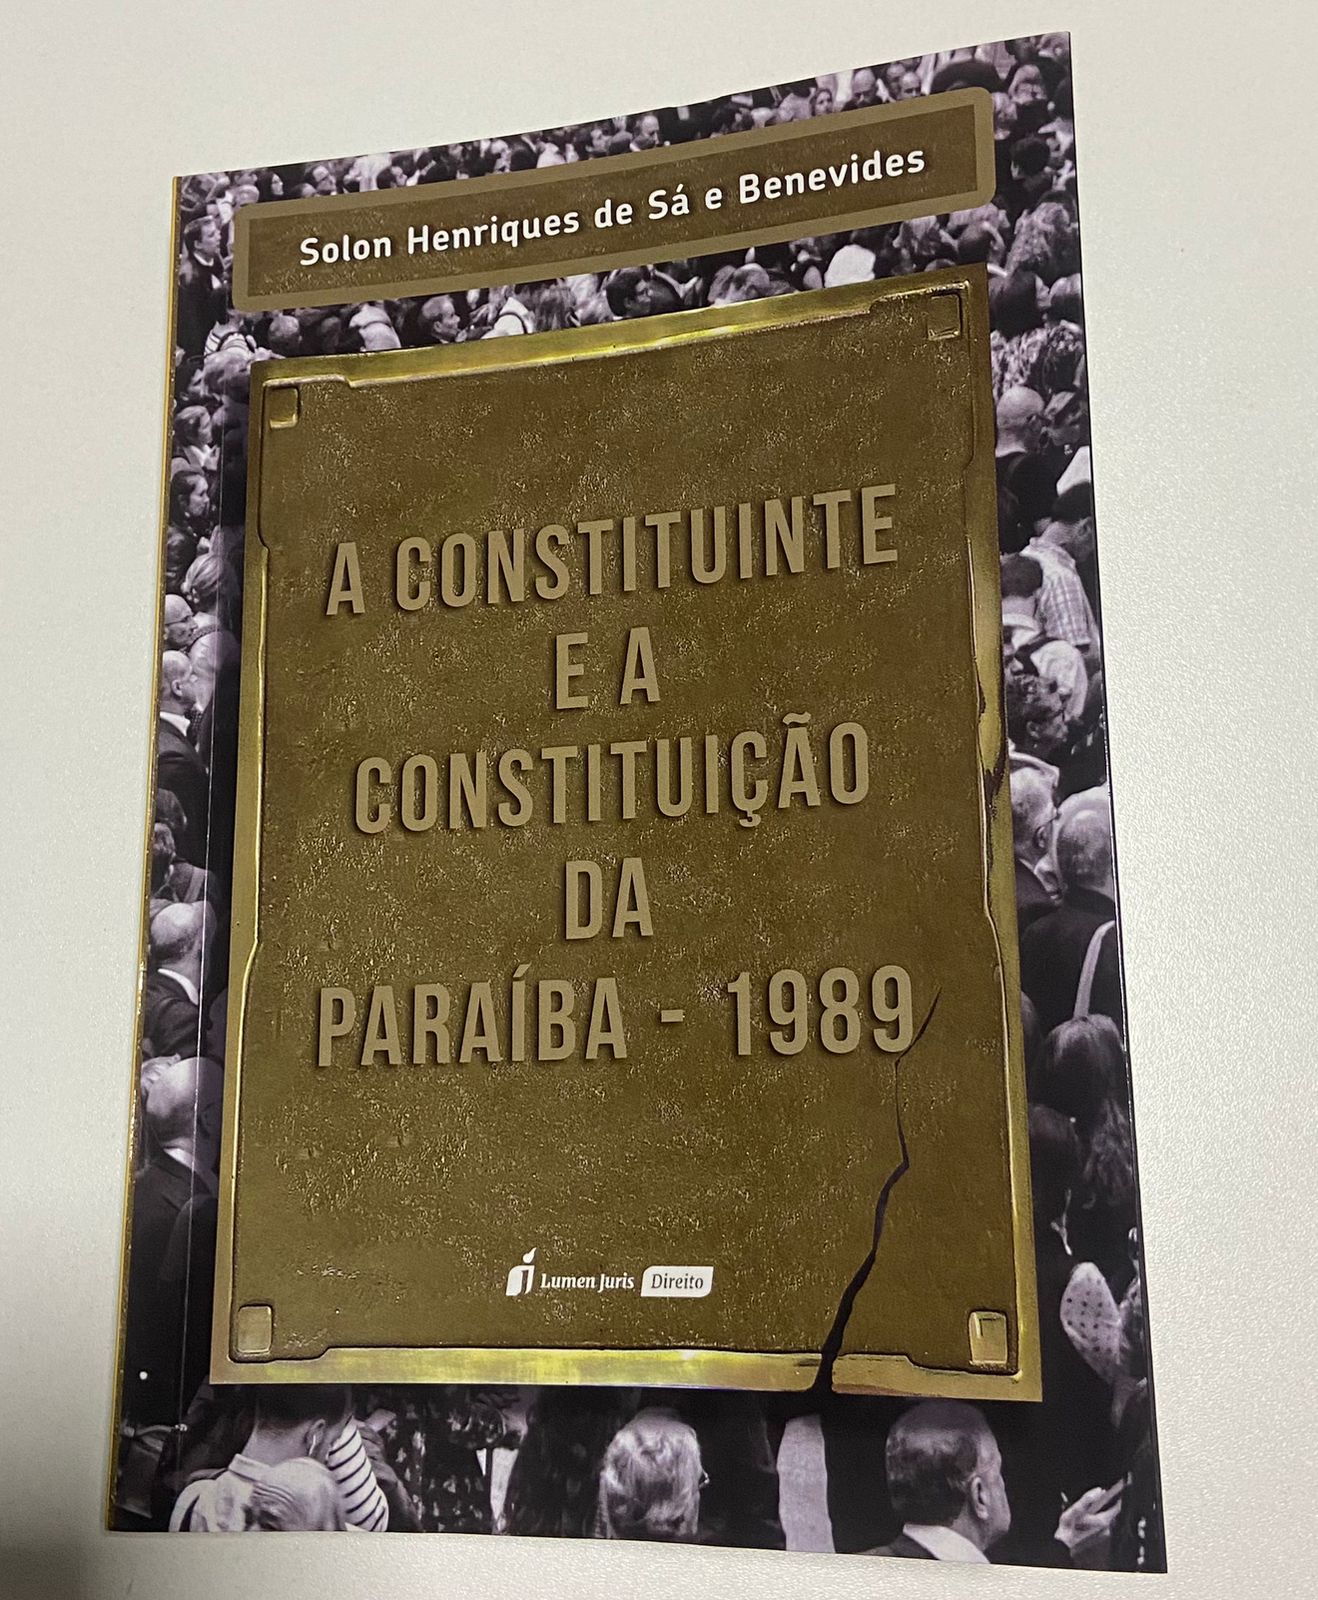 Solon Henriques de Sá e Benevides
A CONSTITUINTE
E A
CONSTITUIÇÃO
DA
PARAÍBA - 1989
Lumen Juris Direito